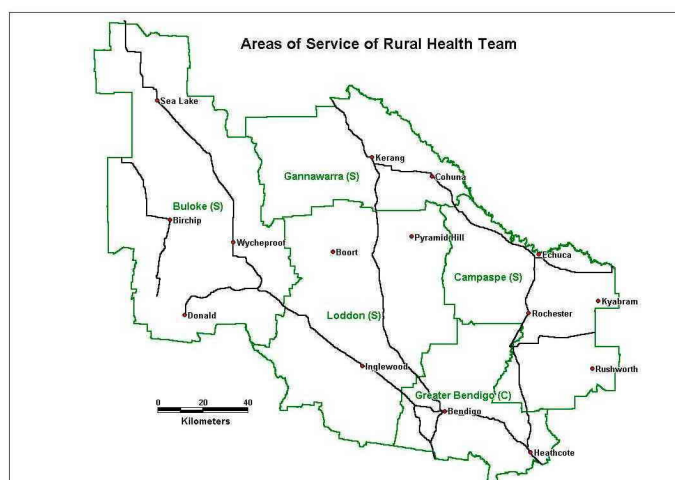 Areas of Service of Rural Health Team
Sea Lake
Kerang
Cohuna
Gannawarra (S)
Buloke (S)
Birchip
Wycheproof
Pyramid Hill
Boort
Echuca
Campaspe (S)
Kyabram
Donald
Loddon (S)
Rochester
Inglewood
Rushworth
Greater Bendigo (C)
Bendigo
0 20 40
Kilometers
Heathcote